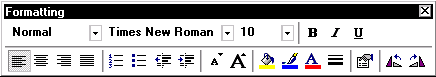 Formatting
Normal Times New Roman 10 B I U
A A A